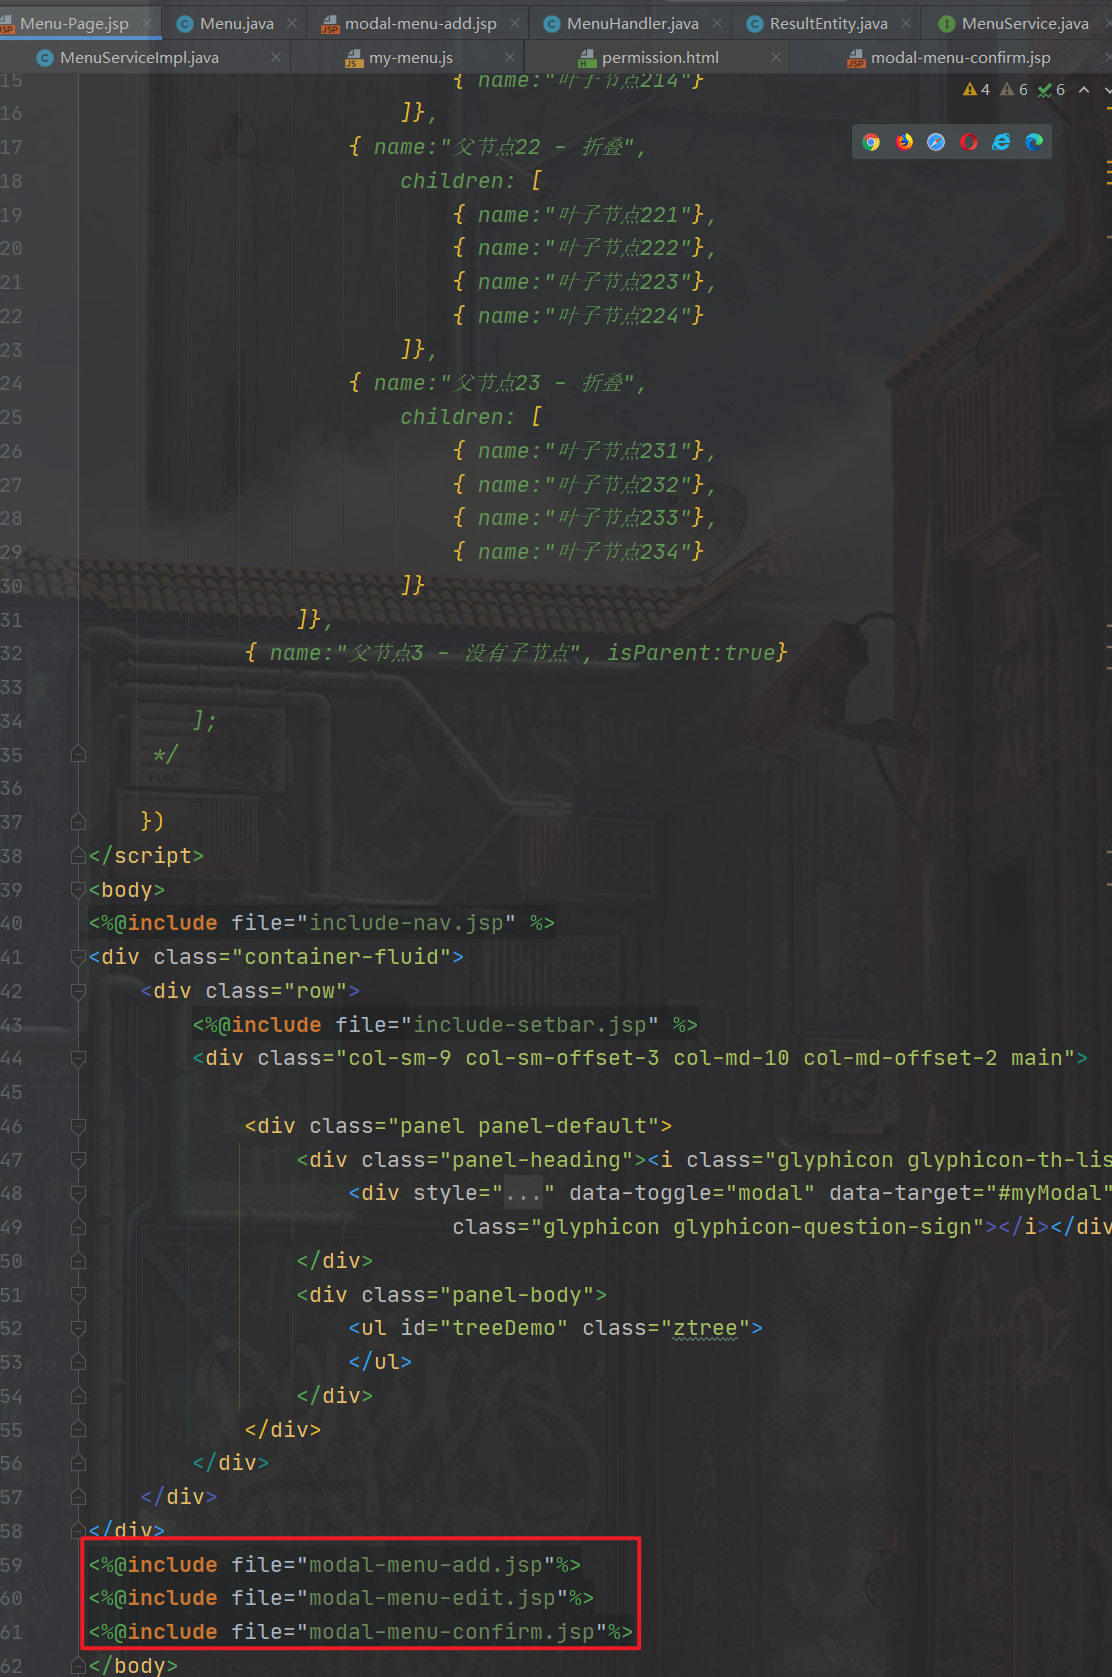 Menu-Page.jsp Menu.java modal-menu-add.jsp MenuHandler.java ResultEntity.java MenuService.java
MenuServiceImpl.java my-menu.js permission.html modal-menu-confirm.jsp
15 { name:"叶子节点214"}
4 6 6
16 ]},
17 { name:"父节点22 - 折叠",
18 children: [
19 { name:"叶子节点221"},
20 { name:"叶子节点222"},
21 { name:"叶子节点223"},
22 { name:"叶子节点224"}
23 ]},
24 { name:"父节点23 - 折叠",
25 children: [
26 { name:"叶子节点231"},
27 { name:"叶子节点232"},
28 { name:"叶子节点233"},
29 { name:"叶子节点234"}
30 ]}
31 ]},
32 { name:"父节点3 - 没有子节点", isParent:true}
33
34 ];
35 */
36
37 })
38 </script>
39 <body>
40 <%@include file="include-nav.jsp" %>
41 <div class="container-fluid">
42 <div class="row">
43 <%@include file="include-setbar.jsp" %>
44 <div class="col-sm-9 col-sm-offset-3 col-md-10 col-md-offset-2 main">
45
46 <div class="panel panel-default">
47 <div class="panel-heading"><i class="glyphicon glyphicon-th-lis
48 <div style="..." data-toggle="modal" data-target="#myModal"
49 class="glyphicon glyphicon-question-sign"></i></div
50 </div>
51 <div class="panel-body">
52 <ul id="treeDemo" class="ztree">
53 </ul>
54 </div>
55 </div>
56 </div>
57 </div>
58 </div>
59 <%@include file="modal-menu-add.jsp"%>
60 <%@include file="modal-menu-edit.jsp"%>
61 <%@include file="modal-menu-confirm.jsp"%>
62 </body>